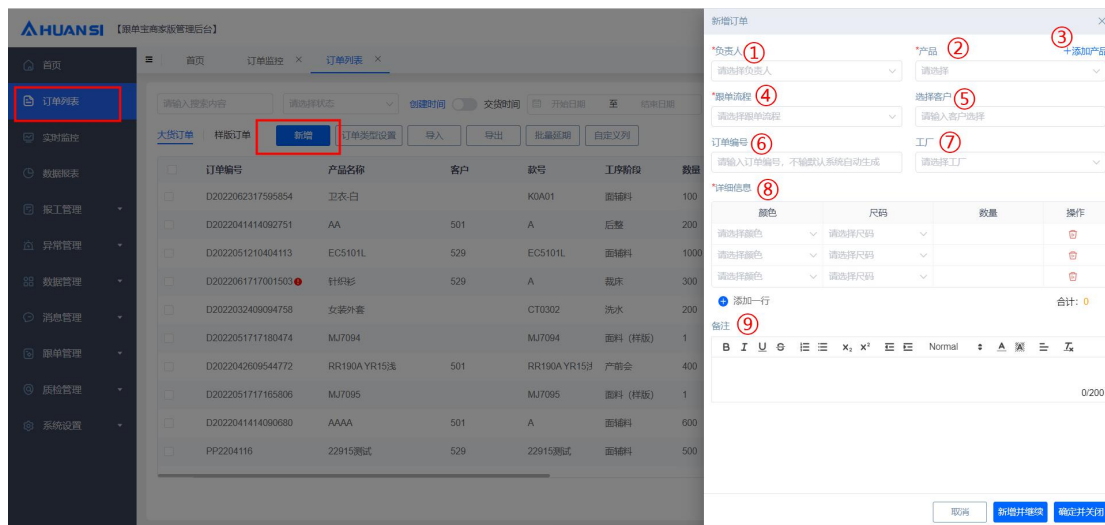 HUANSI 【跟单宝商家版管理后台】
首页
订单列表
实时监控
数据报表
报工管理
异常管理
数据管理
消息管理
跟单管理
质检管理
系统设置
首页 订单监控 × 订单列表 ×
请输入搜索内容 请选择状态 创建时间 交货时间 开始日期 至 结束日期
大货订单 样版订单 新增 订单类型设置 导入 导出 批量延期 自定义列
订单编号 产品名称 客户 款号 工序阶段 数量
D2022062317595854 卫衣-白 K0A01 面辅料 100
D2022041414092751 AA 501 A 后整 200
D2022051210404113 EC5101L 529 EC5101L 面辅料 1000
D2022061717001503 针织衫 529 A 裁床 300
D2022032409094758 女装外套 CT0302 洗水 200
D2022051717180474 MJ7094 MJ7094 面料 (样版) 1
D2022042609544772 RR190A YR15浅 501 RR190A YR15浅 产前会 400
D2022051717165806 MJ7095 MJ7095 面料 (样版) 1
D2022041414090680 AAAA 501 A 面辅料 600
PP2204116 22915测试 529 22915测试 面辅料 500
新增订单 ×
*负责人 ① *产品 ② ③ +添加产品
请选择负责人 请选择
*跟单流程 ④ 选择客户 ⑤
请选择跟单流程 请输入客户选择
订单编号 ⑥ 工厂 ⑦
请输入订单编号，不输默认系统自动生成 请选择工厂
*详细信息 ⑧
颜色 尺码 数量 操作
请选择颜色 请选择尺码
请选择颜色 请选择尺码
请选择颜色 请选择尺码
添加一行 合计: 0
备注 ⑨
B I U S X₂ X² Normal A A Tx
0/200
取消 新增并继续 确定并关闭